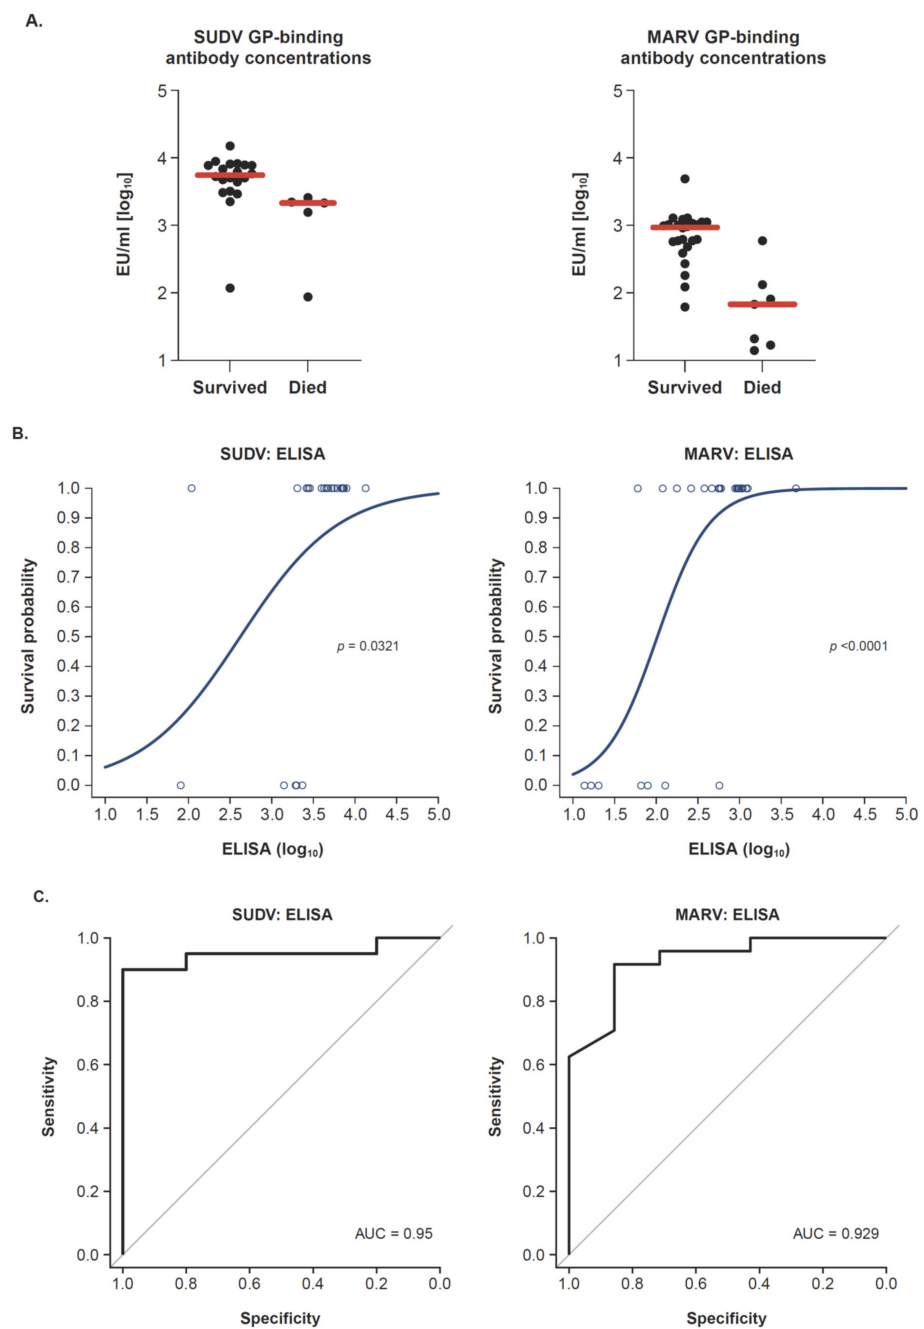 A.
SUDV GP-binding
antibody concentrations
EU/ml [log₁₀]
5
4
3
2
1
Survived Died
MARV GP-binding
antibody concentrations
EU/ml [log₁₀]
5
4
3
2
1
Survived Died
B.
SUDV: ELISA
Survival probability
1.0
0.9
0.8
0.7
0.6
0.5
0.4
0.3
0.2
0.1
0.0
p = 0.0321
1.0 1.5 2.0 2.5 3.0 3.5 4.0 4.5 5.0
ELISA (log₁₀)
MARV: ELISA
Survival probability
1.0
0.9
0.8
0.7
0.6
0.5
0.4
0.3
0.2
0.1
0.0
p <0.0001
1.0 1.5 2.0 2.5 3.0 3.5 4.0 4.5 5.0
ELISA (log₁₀)
C.
SUDV: ELISA
Sensitivity
1.0
0.8
0.6
0.4
0.2
0.0
AUC = 0.95
1.0 0.8 0.6 0.4 0.2 0.0
Specificity
MARV: ELISA
Sensitivity
1.0
0.8
0.6
0.4
0.2
0.0
AUC = 0.929
1.0 0.8 0.6 0.4 0.2 0.0
Specificity